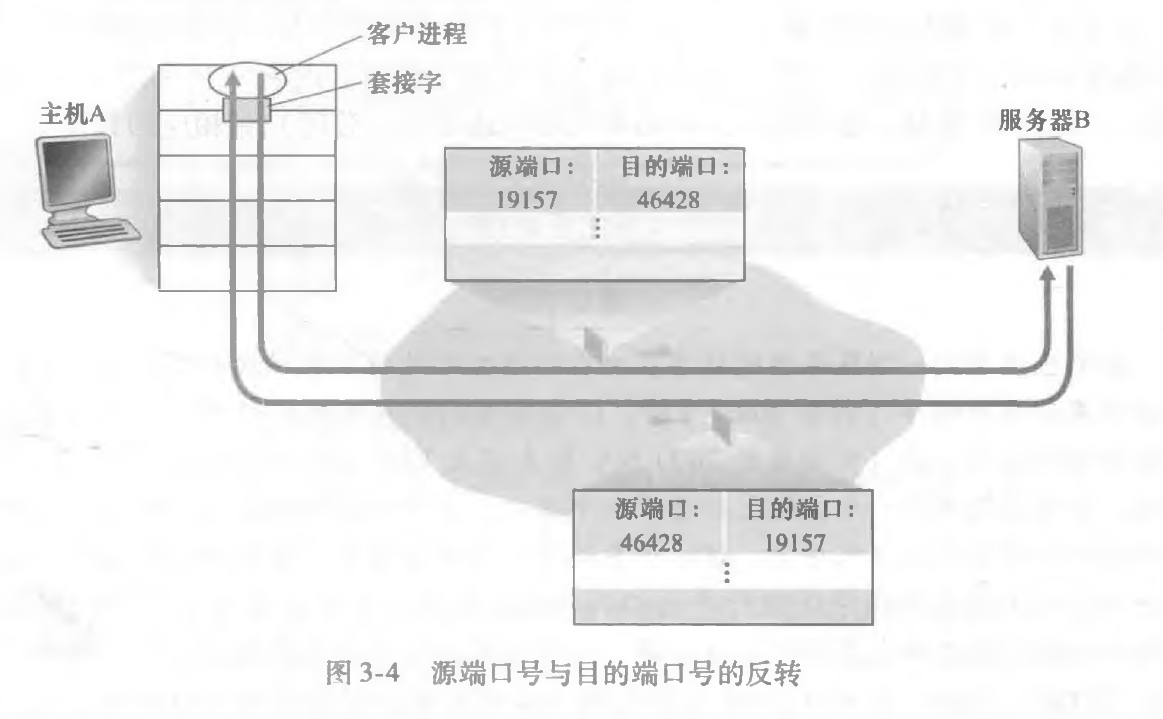 客户进程
套接字
主机A
服务器B
源端口: 目的端口:
19157 46428
⋮
源端口: 目的端口:
46428 19157
⋮
图 3-4 源端口号与目的端口号的反转